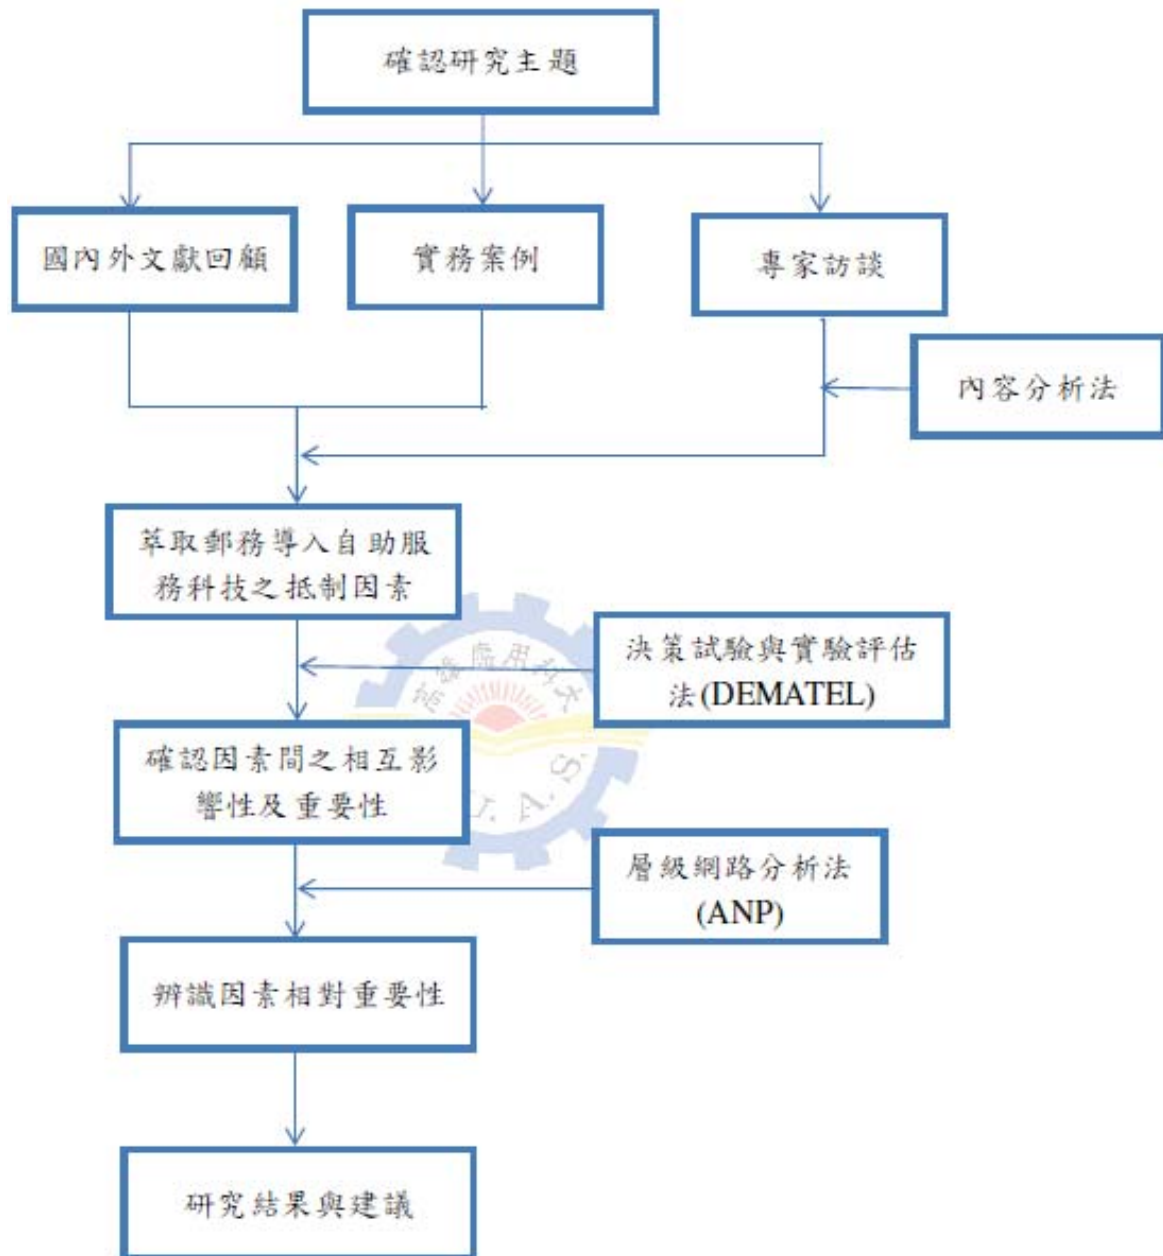 確認研究主題
國內外文獻回顧
實務案例
專家訪談
內容分析法
萃取郵務導入自助服
務科技之抵制因素
決策試驗與實驗評估
法(DEMATEL)
確認因素間之相互影
響性及重要性
層級網路分析法
(ANP)
辨識因素相對重要性
研究結果與建議